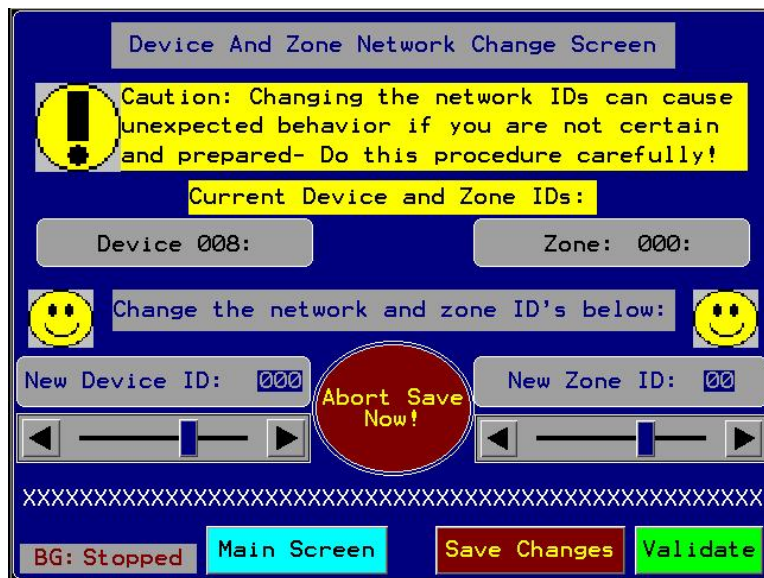 Device And Zone Network Change Screen
Caution: Changing the network IDs can cause
unexpected behavior if you are not certain
and prepared- Do this procedure carefully!
Current Device and Zone IDs:
Device 008:
Zone: 000:
Change the network and zone ID's below:
New Device ID: 000
Abort Save
Now!
New Zone ID: 00
XXXXXXXXXXXXXXXXXXXXXXXXXXXXXXXXXXXXXXXXXXXXXXXXXXXX
BG: Stopped
Main Screen
Save Changes
Validate